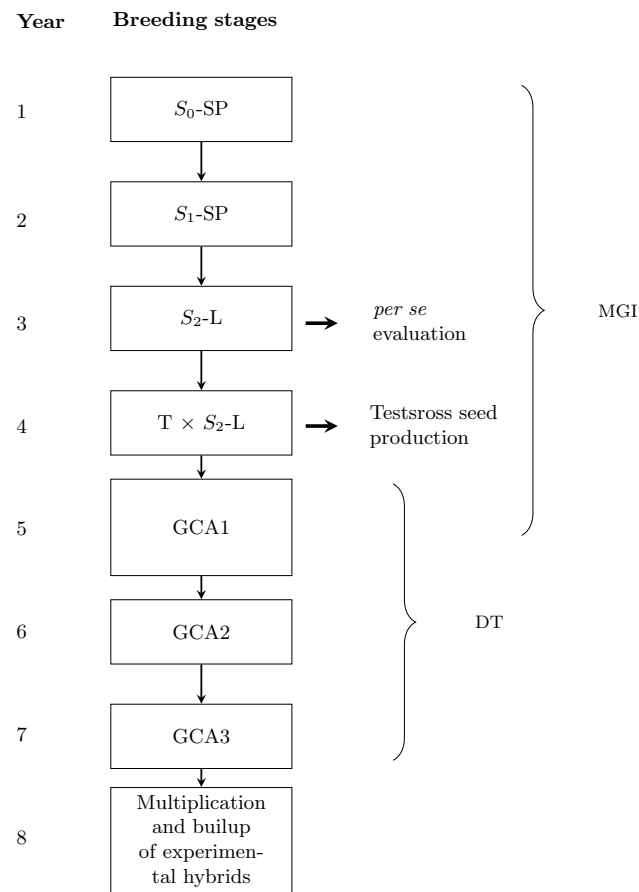 Year Breeding stages
1 S₀-SP
2 S₁-SP
3 S₂-L per se
evaluation
MGI
4 T × S₂-L Testsross seed
production
5 GCA1
6 GCA2 DT
7 GCA3
8 Multiplication
and builup
of experimen-
tal hybrids